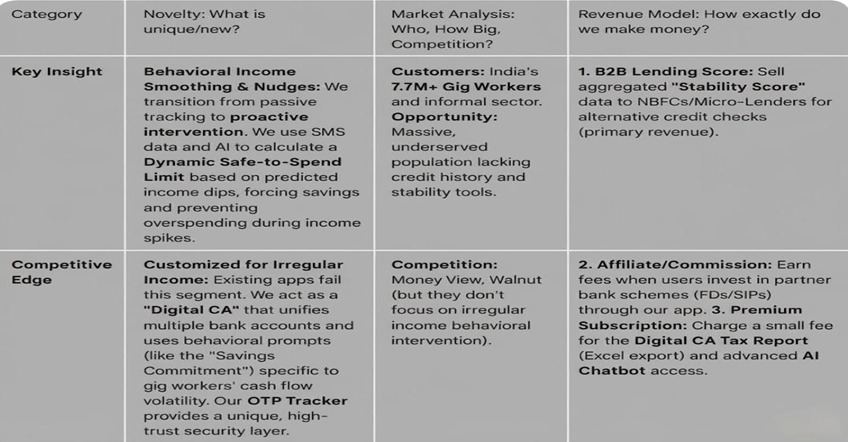 Category
Novelty: What is
unique/new?
Market Analysis:
Who, How Big,
Competition?
Revenue Model: How exactly do
we make money?
Key Insight
Behavioral Income
Smoothing & Nudges: We
transition from passive
tracking to proactive
intervention. We use SMS
data and AI to calculate a
Dynamic Safe-to-Spend
Limit based on predicted
income dips, forcing savings
and preventing
overspending during income
spikes.
Customers: India's
7.7M+ Gig Workers
and informal sector.
Opportunity:
Massive,
underserved
population lacking
credit history and
stability tools.
1. B2B Lending Score: Sell
aggregated "Stability Score"
data to NBFCs/Micro-Lenders for
alternative credit checks
(primary revenue).
Competitive
Edge
Customized for Irregular
Income: Existing apps fail
this segment. We act as a
"Digital CA" that unifies
multiple bank accounts and
uses behavioral prompts
(like the "Savings
Commitment") specific to
gig workers' cash flow
volatility. Our OTP Tracker
provides a unique, high-
trust security layer.
Competition:
Money View, Walnut
(but they don't
focus on irregular
income behavioral
intervention).
2. Affiliate/Commission: Earn
fees when users invest in partner
bank schemes (FDs/SIPs)
through our app. 3. Premium
Subscription: Charge a small fee
for the Digital CA Tax Report
(Excel export) and advanced AI
Chatbot access.